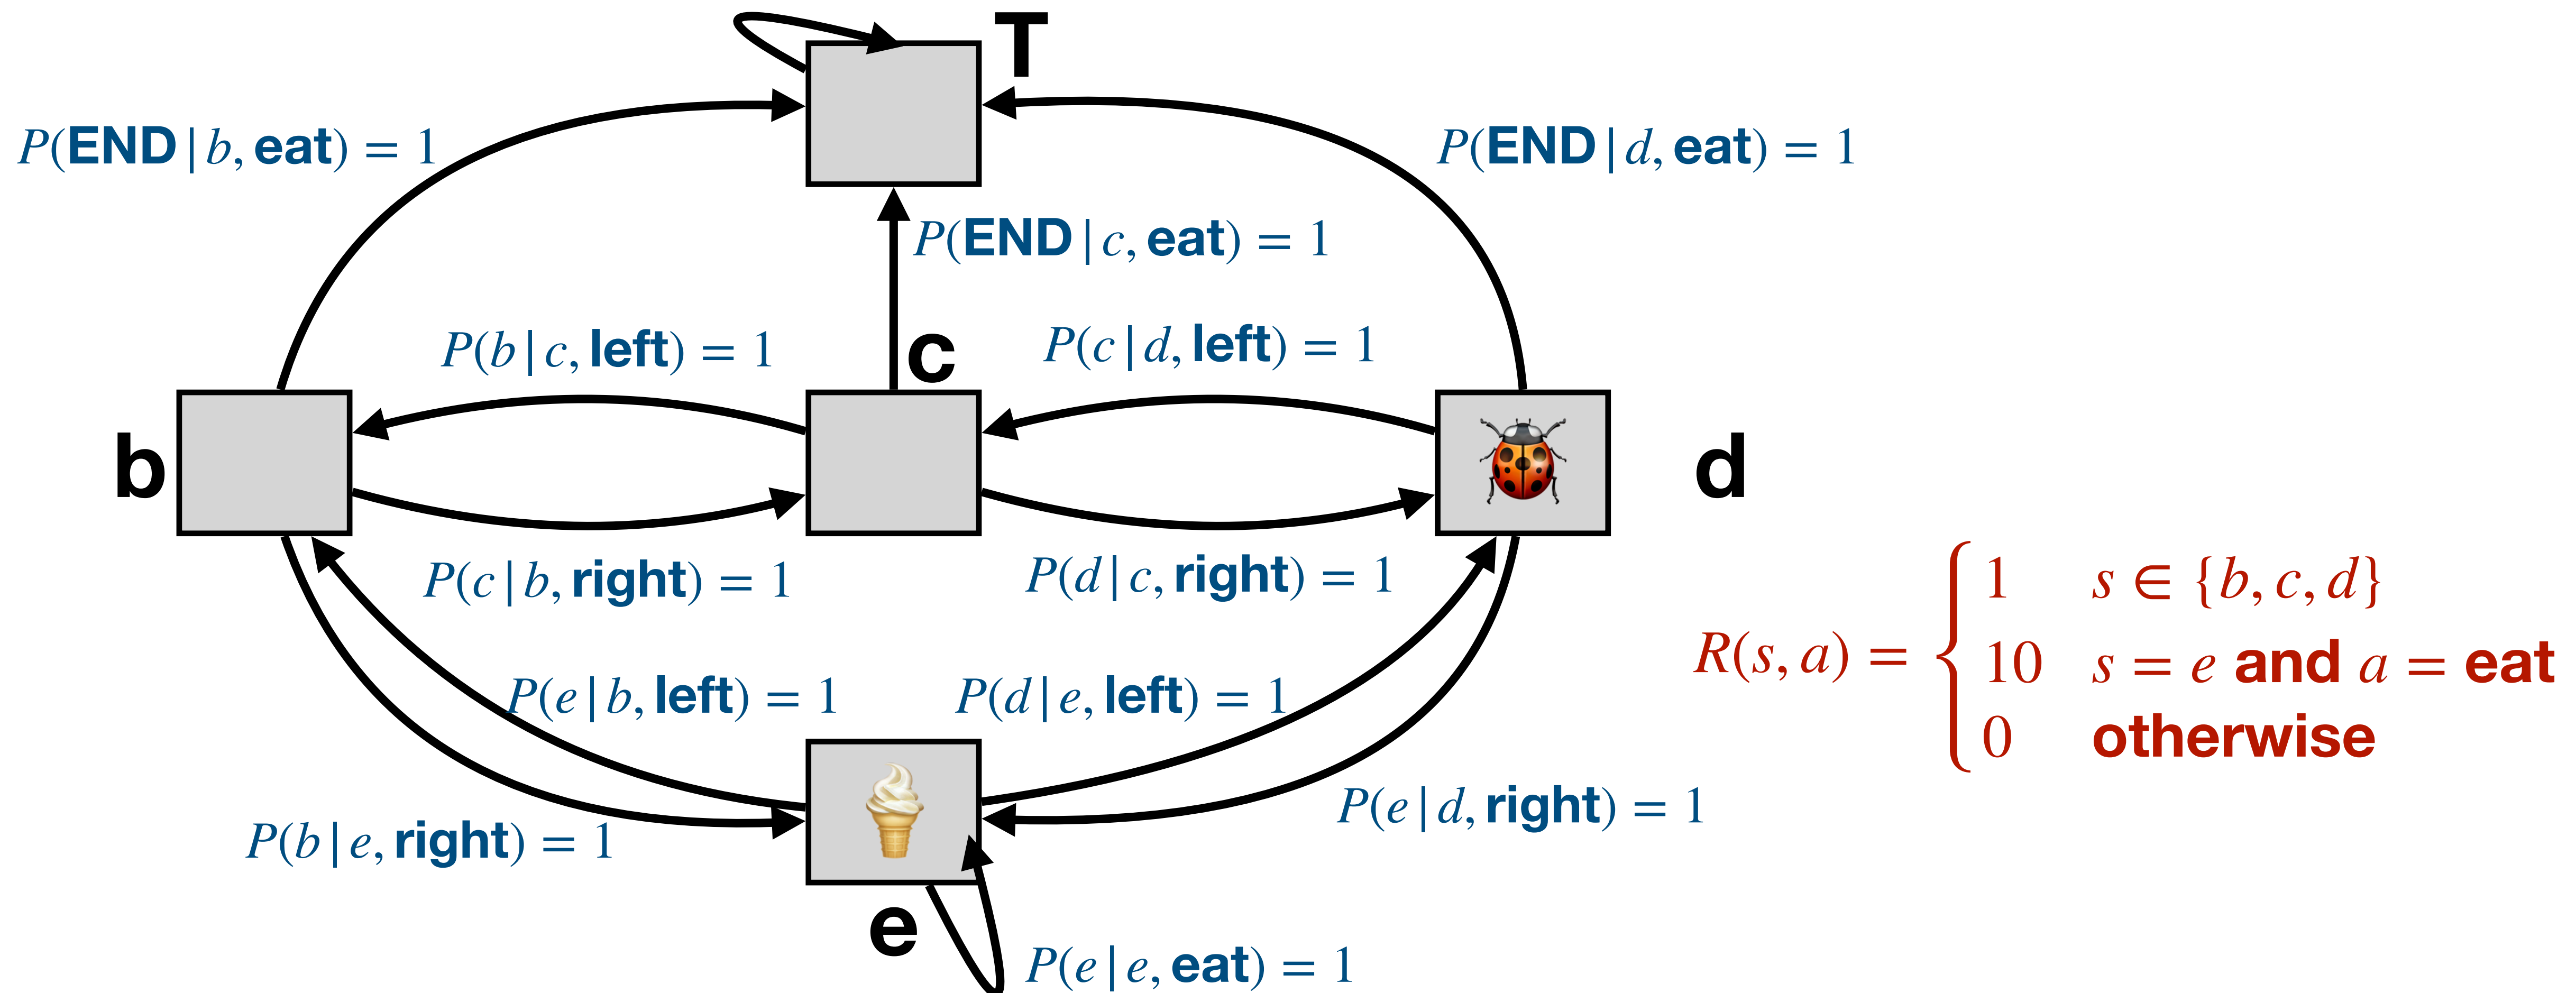 T
P(END | b, eat) = 1
P(END | d, eat) = 1
P(END | c, eat) = 1
P(b | c, left) = 1
c
P(c | d, left) = 1
b
d
P(c | b, right) = 1
P(d | c, right) = 1
R(s, a) = { 1 s ∈ {b, c, d}
10 s = e and a = eat
0 otherwise
P(e | b, left) = 1
P(d | e, left) = 1
P(b | e, right) = 1
P(e | d, right) = 1
e
P(e | e, eat) = 1